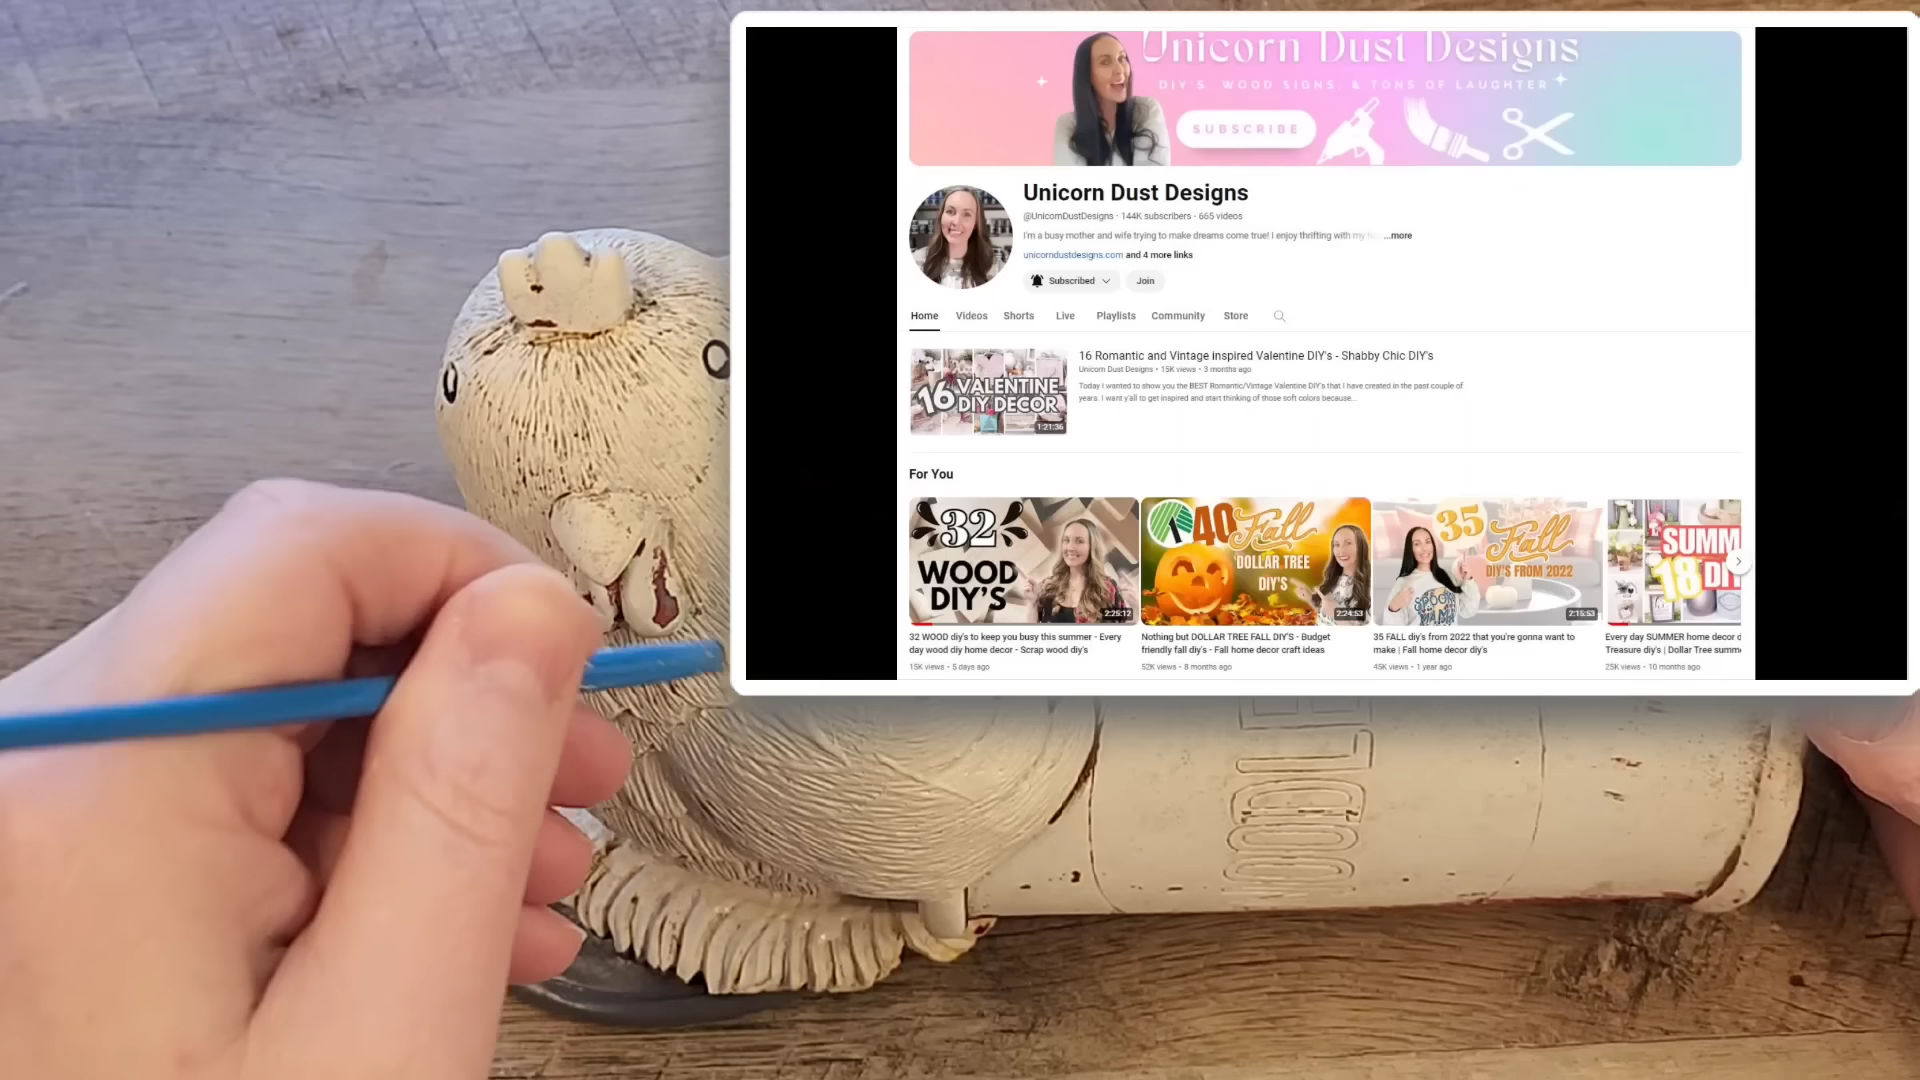 Unicorn Dust Designs
DIY'S, WOOD SIGNS, & TONS OF LAUGHTER
SUBSCRIBE
Unicorn Dust Designs
@UnicornDustDesigns · 144K subscribers · 665 videos
I'm a busy mother and wife trying to make dreams come true! I enjoy thrifting with my ...more
unicorndustdesigns.com and 4 more links
Subscribed Join
Home Videos Shorts Live Playlists Community Store
16 VALENTINE
DIY DECOR
1:21:36
16 Romantic and Vintage inspired Valentine DIY's - Shabby Chic DIY's
Unicorn Dust Designs • 15K views • 3 months ago
Today I wanted to show you the BEST Romantic/Vintage Valentine DIY's that I have created in the past couple of
years. I want y'all to get inspired and start thinking of those soft colors because...
For You
32
WOOD
DIY'S
2:25:12
40 Fall
DOLLAR TREE
DIY'S
2:24:53
35 Fall
DIY'S FROM 2022
SPOOKY
MAMA
2:15:53
SUMM
18 DI
32 WOOD diy's to keep you busy this summer - Every
day wood diy home decor - Scrap wood diy's
15K views • 5 days ago
Nothing but DOLLAR TREE FALL DIY'S - Budget
friendly fall diy's - Fall home decor craft ideas
52K views • 8 months ago
35 FALL diy's from 2022 that you're gonna want to
make | Fall home decor diy's
45K views • 1 year ago
Every day SUMMER home decor d
Treasure diy's | Dollar Tree summe
25K views • 10 months ago